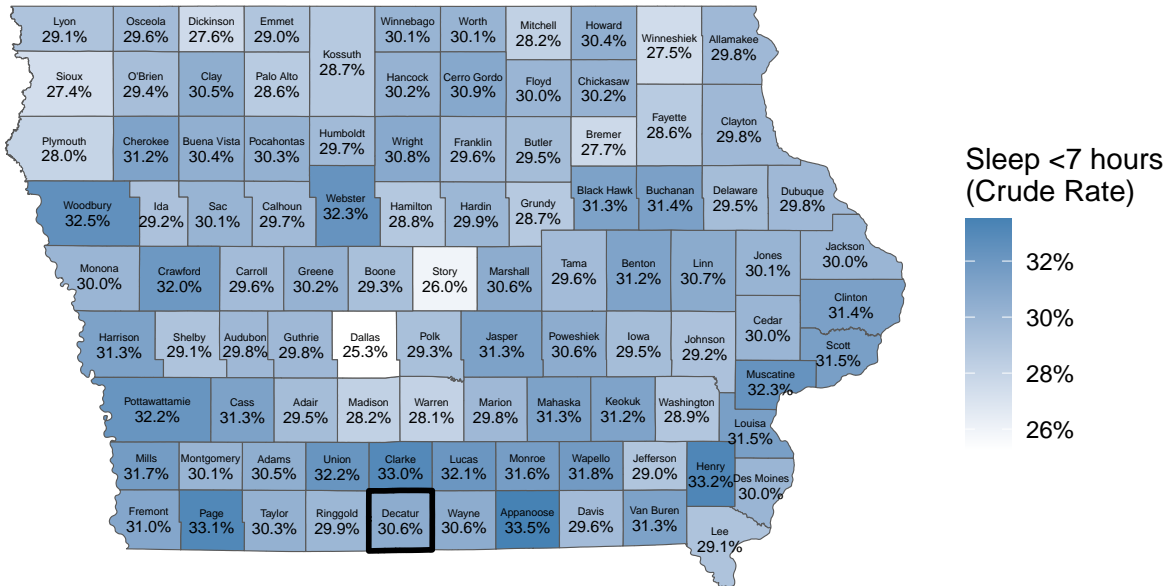 Lyon
29.1%
Osceola
29.6%
Dickinson
27.6%
Emmet
29.0%
Kossuth
28.7%
Winnebago
30.1%
Worth
30.1%
Mitchell
28.2%
Howard
30.4%
Winneshiek
27.5%
Allamakee
29.8%
Sioux
27.4%
O'Brien
29.4%
Clay
30.5%
Palo Alto
28.6%
Hancock
30.2%
Cerro Gordo
30.9%
Floyd
30.0%
Chickasaw
30.2%
Fayette
28.6%
Clayton
29.8%
Plymouth
28.0%
Cherokee
31.2%
Buena Vista
30.4%
Pocahontas
30.3%
Humboldt
29.7%
Wright
30.8%
Franklin
29.6%
Butler
29.5%
Bremer
27.7%
Woodbury
32.5%
Ida
29.2%
Sac
30.1%
Calhoun
29.7%
Webster
32.3%
Hamilton
28.8%
Hardin
29.9%
Grundy
28.7%
Black Hawk
31.3%
Buchanan
31.4%
Delaware
29.5%
Dubuque
29.8%
Monona
30.0%
Crawford
32.0%
Carroll
29.6%
Greene
30.2%
Boone
29.3%
Story
26.0%
Marshall
30.6%
Tama
29.6%
Benton
31.2%
Linn
30.7%
Jones
30.1%
Jackson
30.0%
Clinton
31.4%
Harrison
31.3%
Shelby
29.1%
Audubon
29.8%
Guthrie
29.8%
Dallas
25.3%
Polk
29.3%
Jasper
31.3%
Poweshiek
30.6%
Iowa
29.5%
Johnson
29.2%
Cedar
30.0%
Scott
31.5%
Muscatine
32.3%
Pottawattamie
32.2%
Cass
31.3%
Adair
29.5%
Madison
28.2%
Warren
28.1%
Marion
29.8%
Mahaska
31.3%
Keokuk
31.2%
Washington
28.9%
Louisa
31.5%
Mills
31.7%
Montgomery
30.1%
Adams
30.5%
Union
32.2%
Clarke
33.0%
Lucas
32.1%
Monroe
31.6%
Wapello
31.8%
Jefferson
29.0%
Henry
33.2%
Des Moines
30.0%
Fremont
31.0%
Page
33.1%
Taylor
30.3%
Ringgold
29.9%
Decatur
30.6%
Wayne
30.6%
Appanoose
33.5%
Davis
29.6%
Van Buren
31.3%
Lee
29.1%
Sleep <7 hours
(Crude Rate)
32%
30%
28%
26%